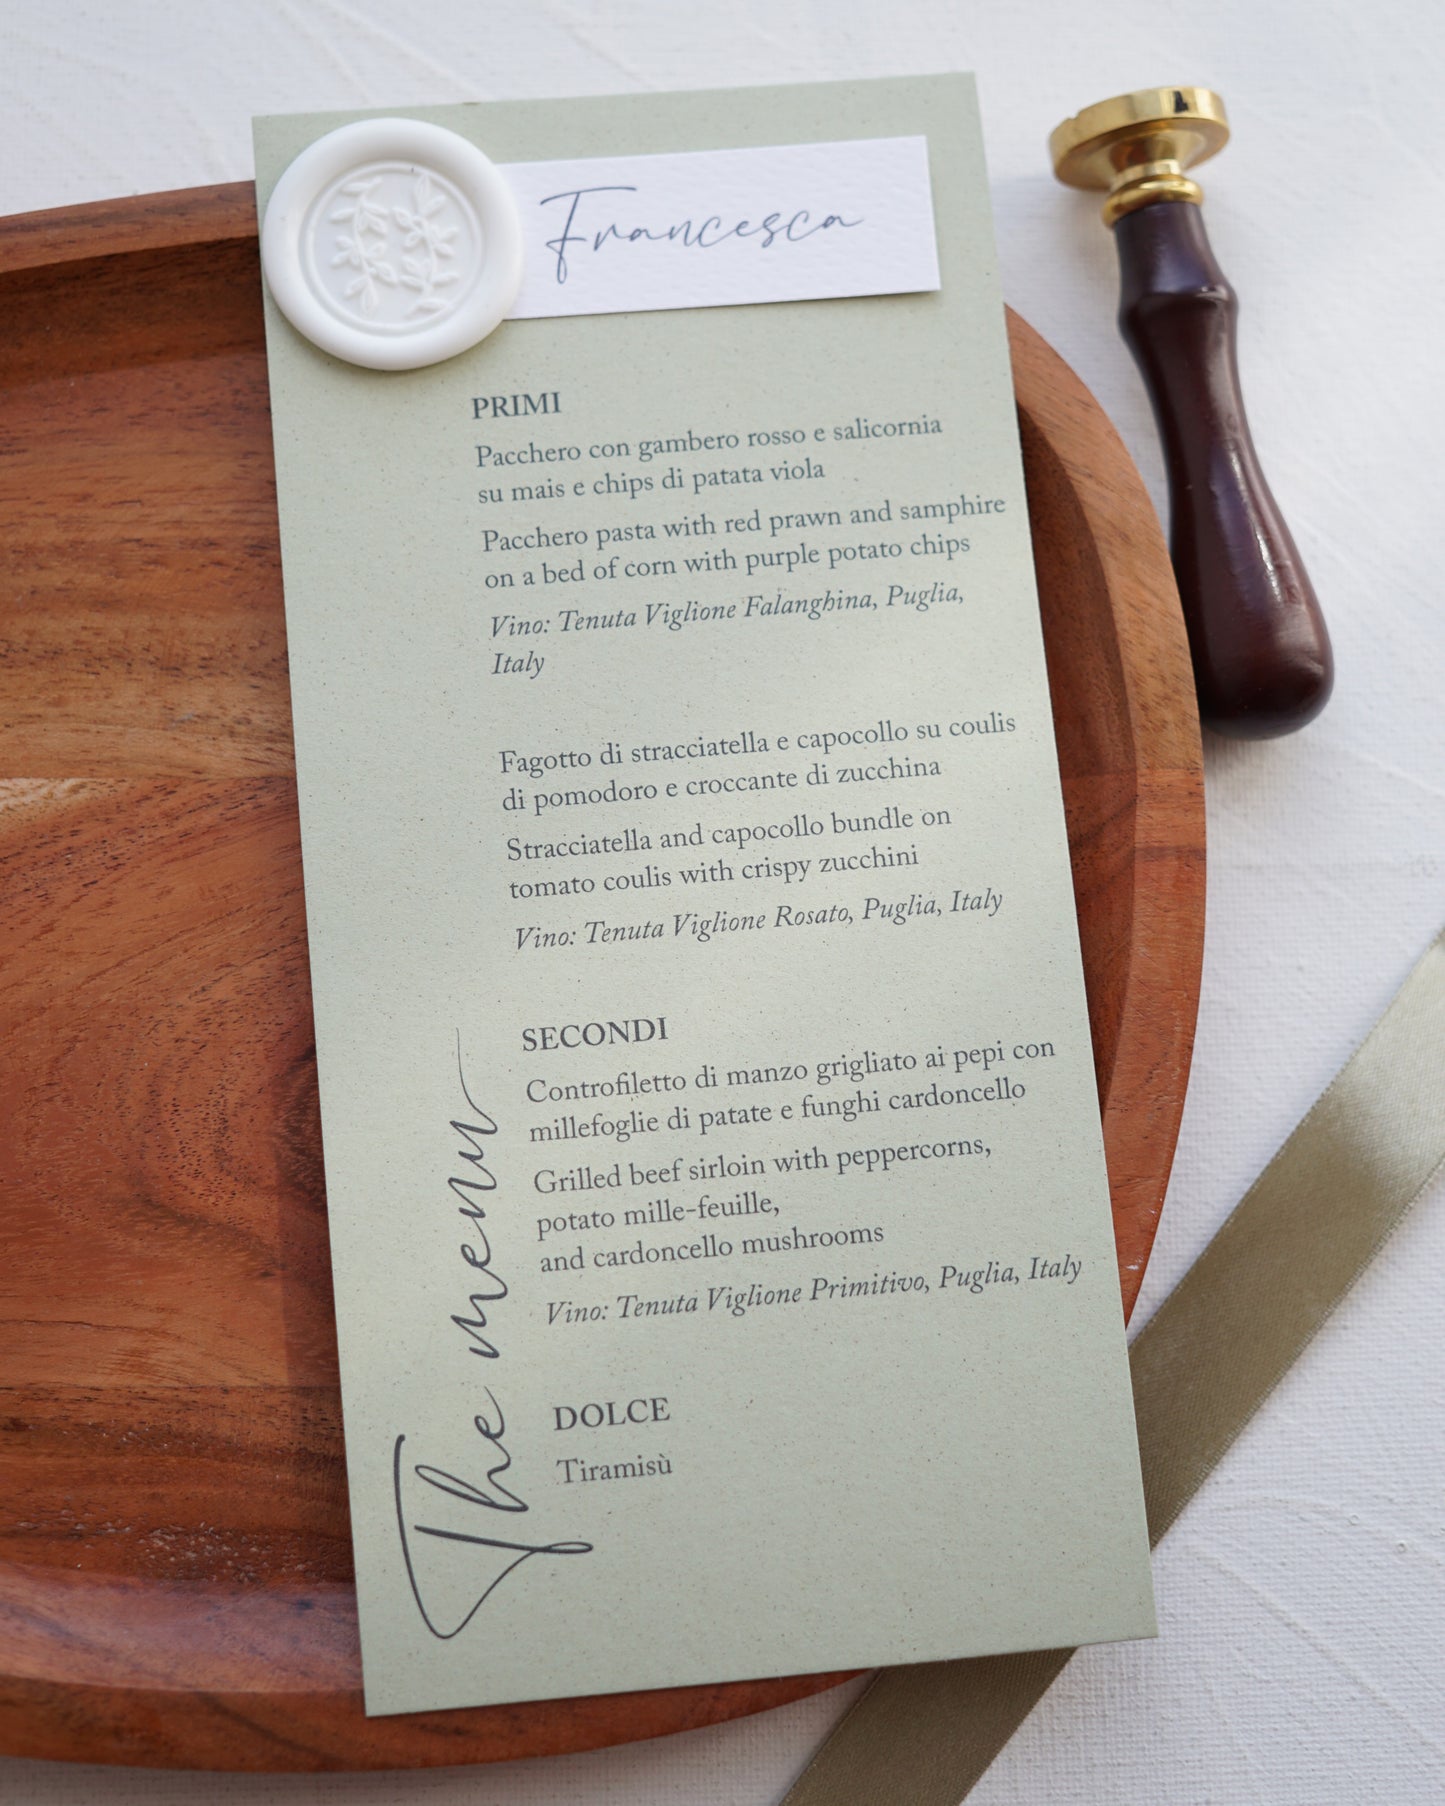 Francesca
PRIMI
Pacchero con gambero rosso e salicornia
su mais e chips di patata viola
Pacchero pasta with red prawn and samphire
on a bed of corn with purple potato chips
Vino: Tenuta Viglione Falanghina, Puglia,
Italy
Fagotto di stracciatella e capocollo su coulis
di pomodoro e croccante di zucchina
Stracciatella and capocollo bundle on
tomato coulis with crispy zucchini
Vino: Tenuta Viglione Rosato, Puglia, Italy
SECONDI
Controfiletto di manzo grigliato ai pepi con
millefoglie di patate e funghi cardoncello
Grilled beef sirloin with peppercorns,
potato mille-feuille,
and cardoncello mushrooms
Vino: Tenuta Viglione Primitivo, Puglia, Italy
DOLCE
Tiramisù
The menu